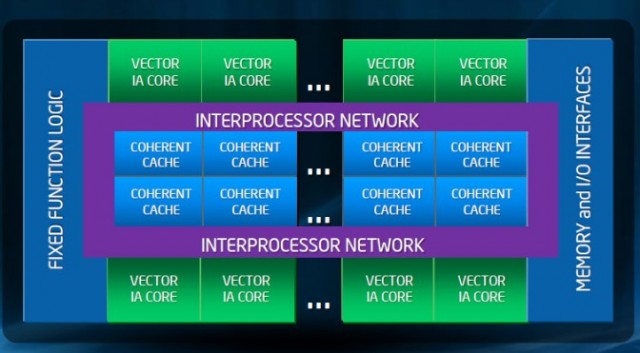 FIXED FUNCTION LOGIC
VECTOR
IA CORE
VECTOR
IA CORE
...
VECTOR
IA CORE
VECTOR
IA CORE
MEMORY and I/O INTERFACES
INTERPROCESSOR NETWORK
COHERENT
CACHE
COHERENT
CACHE
...
COHERENT
CACHE
COHERENT
CACHE
COHERENT
CACHE
COHERENT
CACHE
...
COHERENT
CACHE
COHERENT
CACHE
INTERPROCESSOR NETWORK
VECTOR
IA CORE
VECTOR
IA CORE
...
VECTOR
IA CORE
VECTOR
IA CORE